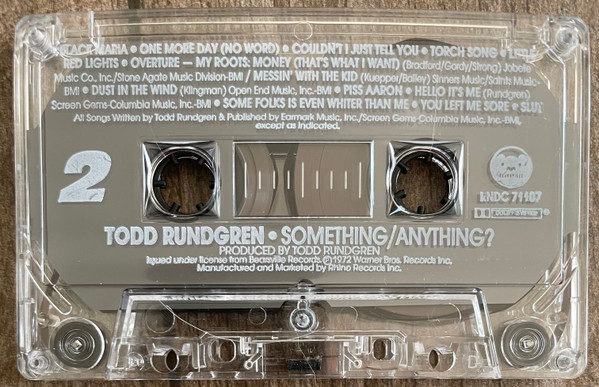 BLACK MARIA • ONE MORE DAY (NO WORD) • COULDN'T I JUST TELL YOU • TORCH SONG • LITTLE
RED LIGHTS • OVERTURE — MY ROOTS: MONEY (THAT'S WHAT I WANT) (Bradford/Gordy/Strong) Jobete
Music Co., Inc./Stone Agate Music Division-BMI / MESSIN' WITH THE KID (Kuepper/Bailey) Sinners Music/Saints Music-
BMI • DUST IN THE WIND (Klingman) Open End Music, Inc.-BMI • PISS AARON • HELLO IT'S ME (Rundgren)
Screen Gems-Columbia Music, Inc.-BMI • SOME FOLKS IS EVEN WHITER THAN ME • YOU LEFT ME SORE • SLUT
All Songs Written by Todd Rundgren & Published by Earmark Music, Inc./Screen Gems-Columbia Music, Inc.-BMI,
except as indicated.
2
RNDC 71107
DOLBY
TODD RUNDGREN • SOMETHING/ANYTHING?
PRODUCED BY TODD RUNDGREN
Issued under license from Bearsville Records ℗1972 Warner Bros. Records Inc.
Manufactured and Marketed by Rhino Records Inc.